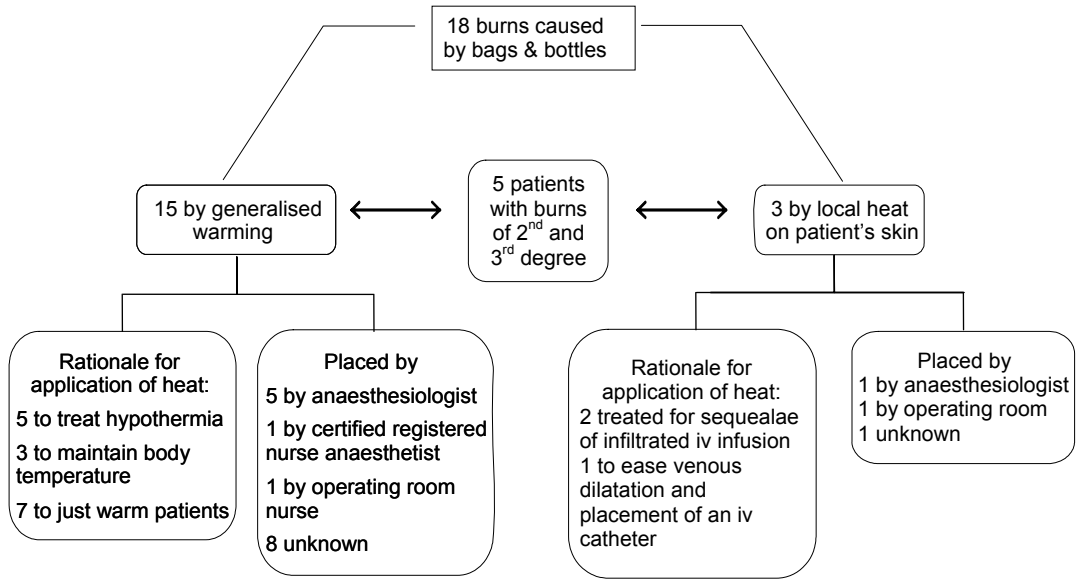 18 burns caused
by bags & bottles
15 by generalised
warming
5 patients
with burns
of 2nd and
3rd degree
3 by local heat
on patient's skin
Rationale for
application of heat:
5 to treat hypothermia
3 to maintain body
temperature
7 to just warm patients
Placed by
5 by anaesthesiologist
1 by certified registered
nurse anaesthetist
1 by operating room
nurse
8 unknown
Rationale for
application of heat:
2 treated for sequealae
of infiltrated iv infusion
1 to ease venous
dilatation and
placement of an iv
catheter
Placed by
1 by anaesthesiologist
1 by operating room
1 unknown